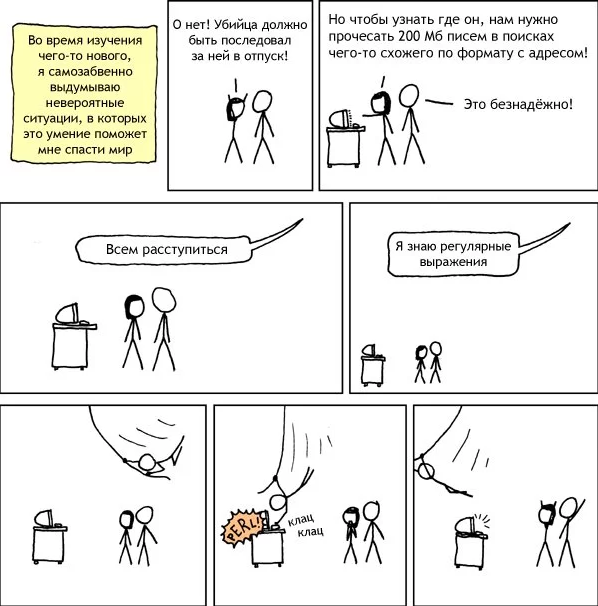 Во время изучения
чего-то нового,
я самозабвенно
выдумываю
невероятные
ситуации, в которых
это умение поможет
мне спасти мир
О нет! Убийца должно
быть последовал
за ней в отпуск!
Но чтобы узнать где он, нам нужно
прочесать 200 Мб писем в поисках
чего-то схожего по формату с адресом!
Это безнадёжно!
Всем расступиться
Я знаю регулярные
выражения
PERL!
клац
клац